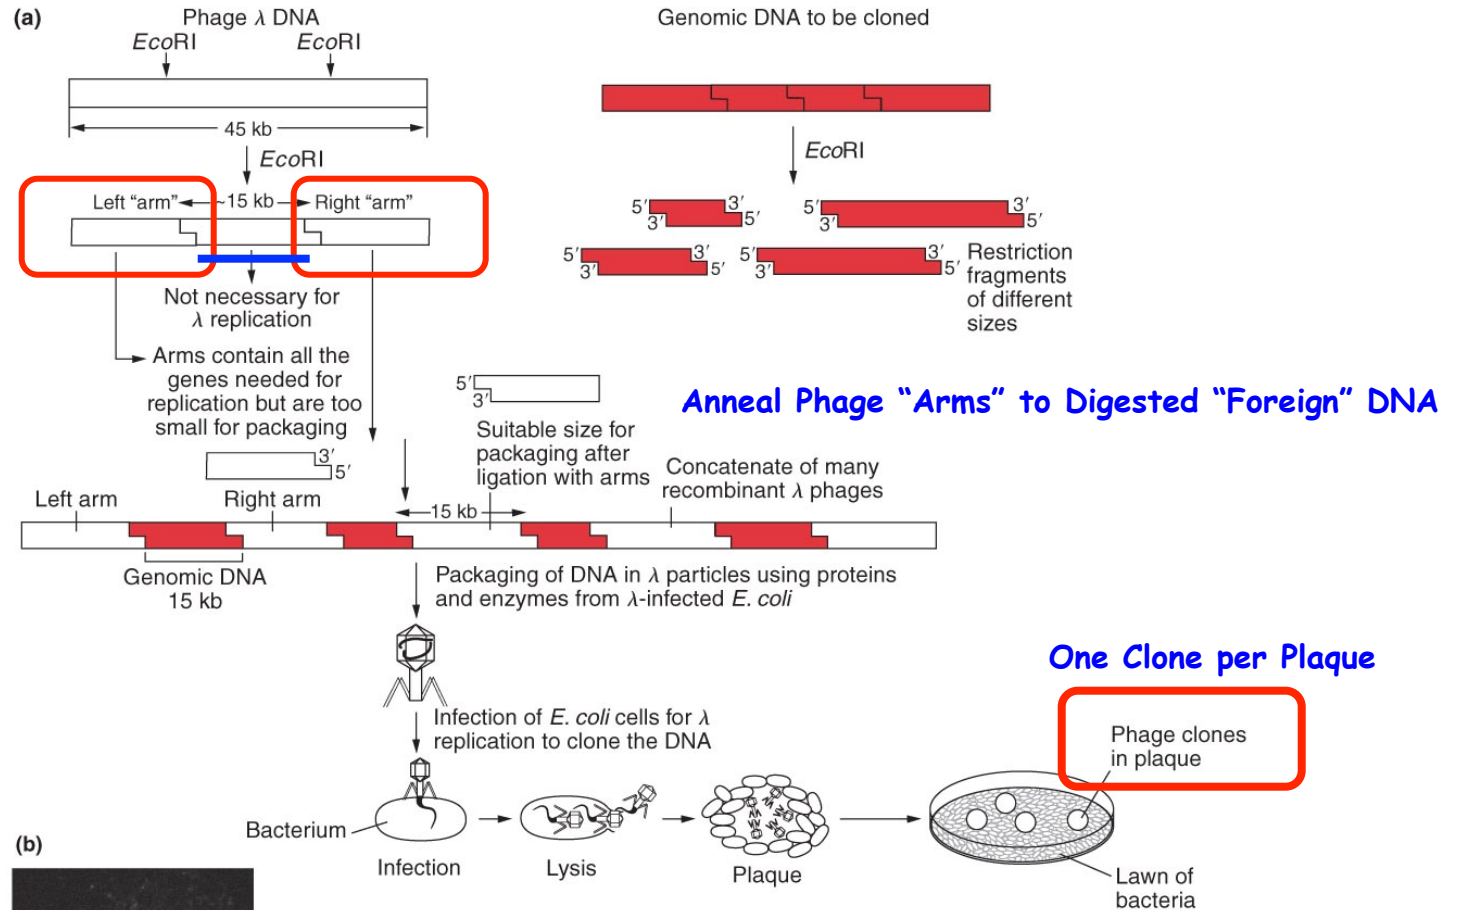 (a)
Phage λ DNA
EcoRI
EcoRI
45 kb
EcoRI
Left “arm”
~15 kb
Right “arm”
Not necessary for
λ replication
Arms contain all the
genes needed for
replication but are too
small for packaging
Genomic DNA to be cloned
EcoRI
5′
3′
3′
5′
5′
3′
3′
5′
5′
3′
3′
5′
5′
3′
3′
5′
Restriction
fragments
of different
sizes
Anneal Phage “Arms” to Digested “Foreign” DNA
3′
5′
5′
3′
Suitable size for
packaging after
ligation with arms
Concatenate of many
recombinant λ phages
Left arm
Right arm
15 kb
Genomic DNA
15 kb
Packaging of DNA in λ particles using proteins
and enzymes from λ-infected E. coli
Infection of E. coli cells for λ
replication to clone the DNA
One Clone per Plaque
Phage clones
in plaque
Bacterium
Infection
Lysis
Plaque
Lawn of
bacteria
(b)